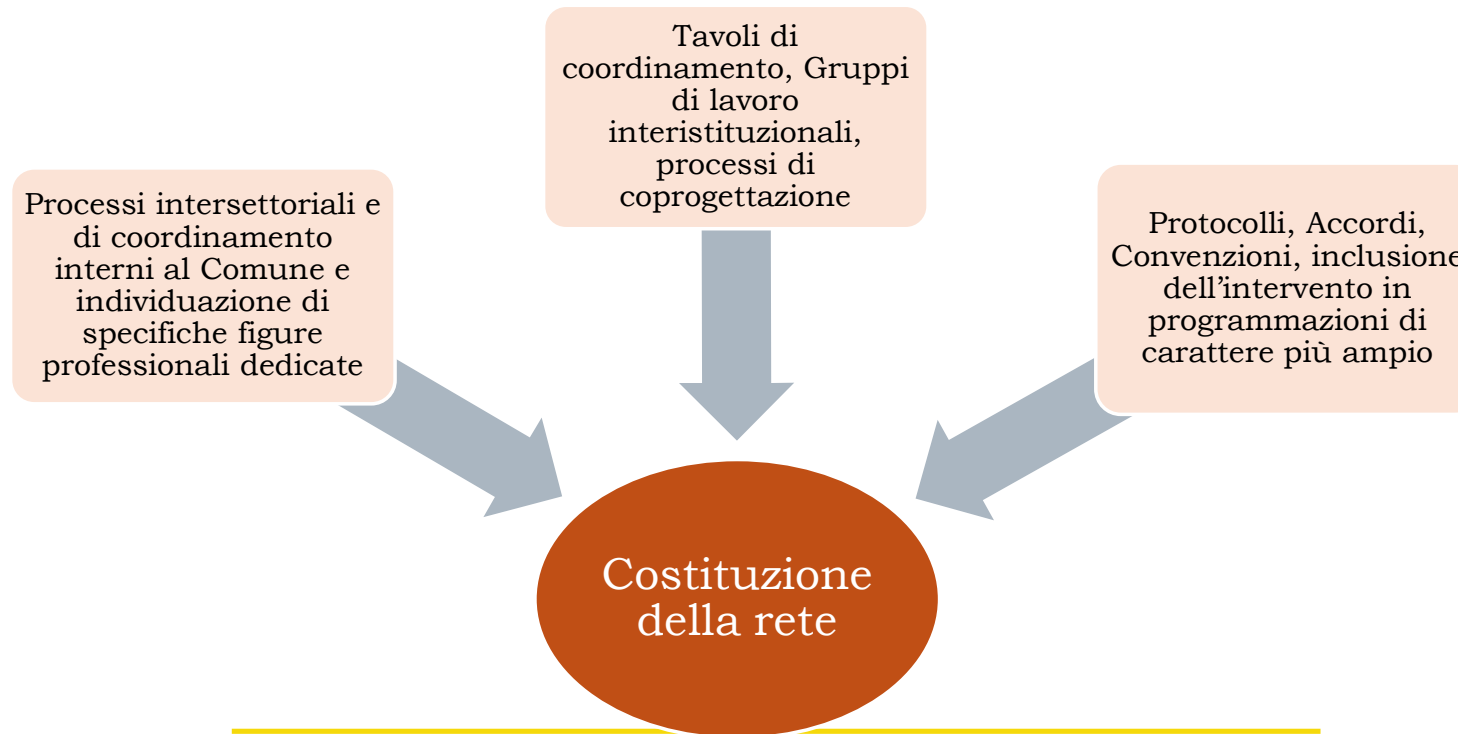 Tavoli di
coordinamento, Gruppi
di lavoro
interistituzionali,
processi di
coprogettazione
Processi intersettoriali e
di coordinamento
interni al Comune e
individuazione di
specifiche figure
professionali dedicate
Protocolli, Accordi,
Convenzioni, inclusione
dell’intervento in
programmazioni di
carattere più ampio
Costituzione
della rete